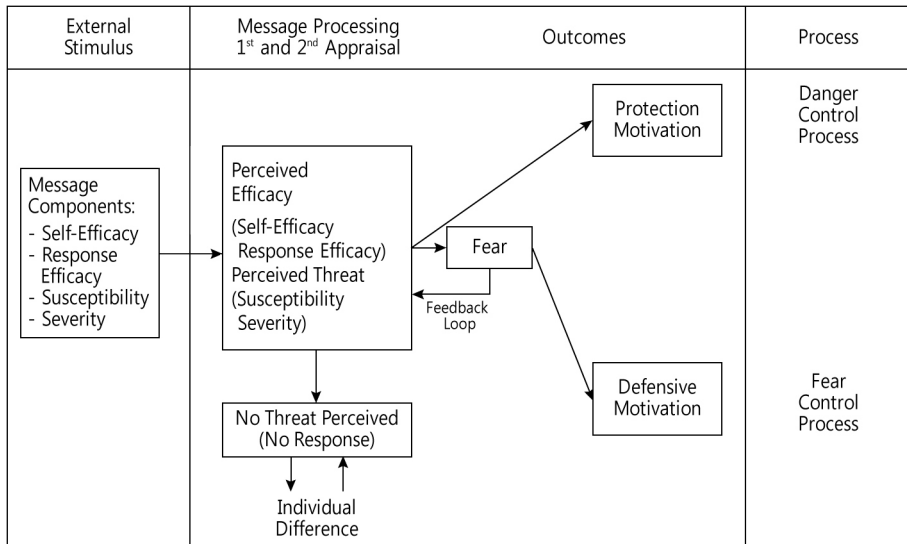 External
Stimulus
Message Processing
1st and 2nd Appraisal
Outcomes
Process
Message
Components:
- Self-Efficacy
- Response
Efficacy
- Susceptibility
- Severity
Perceived
Efficacy
(Self-Efficacy
Response Efficacy)
Perceived Threat
(Susceptibility
Severity)
Fear
Feedback
Loop
Protection
Motivation
Defensive
Motivation
Danger
Control
Process
Fear
Control
Process
No Threat Perceived
(No Response)
Individual
Difference